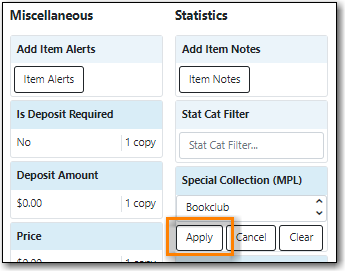 Miscellaneous
Add Item Alerts
Item Alerts
Is Deposit Required
No 1 copy
Deposit Amount
$0.00 1 copy
Price
Statistics
Add Item Notes
Item Notes
Stat Cat Filter
Stat Cat Filter...
Special Collection (MPL)
Bookclub
Apply Cancel Clear